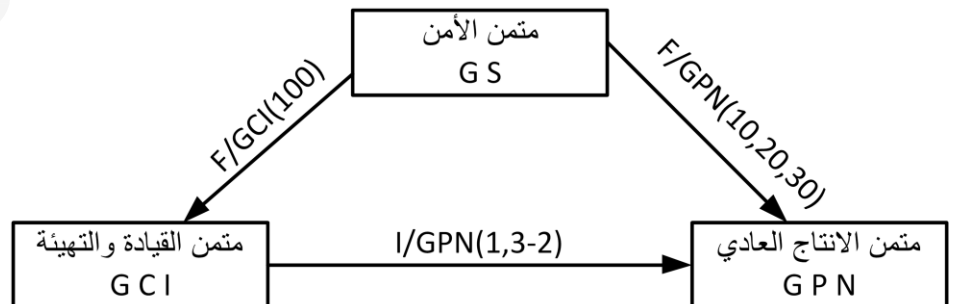 متمن الأمن
G S
F/GCI(100)
F/GPN(10,20,30)
متمن القيادة والتهيئة
G C I
I/GPN(1,3-2)
متمن الانتاج العادي
G P N